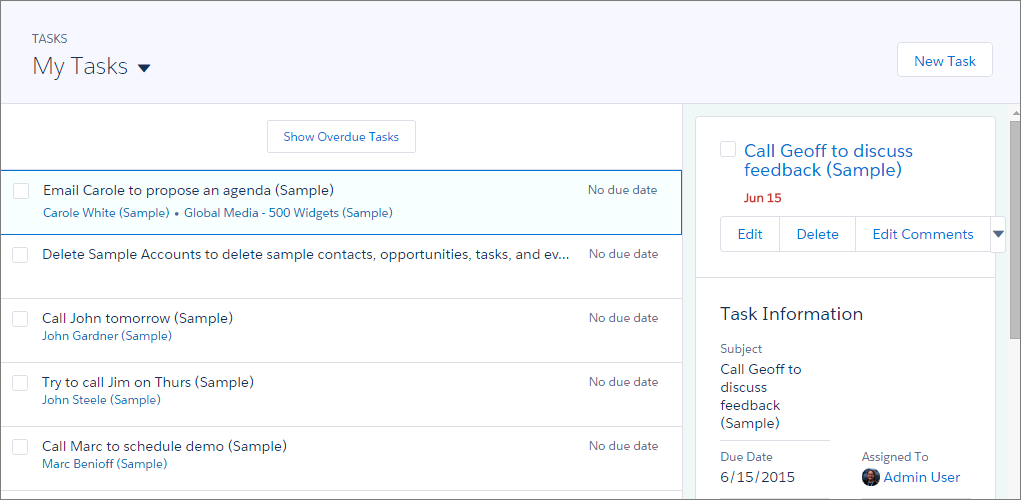 TASKS
My Tasks
New Task
Show Overdue Tasks
Email Carole to propose an agenda (Sample) No due date
Carole White (Sample) • Global Media - 500 Widgets (Sample)
Delete Sample Accounts to delete sample contacts, opportunities, tasks, and ev... No due date
Call John tomorrow (Sample) No due date
John Gardner (Sample)
Try to call Jim on Thurs (Sample) No due date
John Steele (Sample)
Call Marc to schedule demo (Sample) No due date
Marc Benioff (Sample)
Call Geoff to discuss
feedback (Sample)
Jun 15
Edit Delete Edit Comments
Task Information
Subject
Call Geoff to
discuss
feedback
(Sample)
Due Date Assigned To
6/15/2015 Admin User